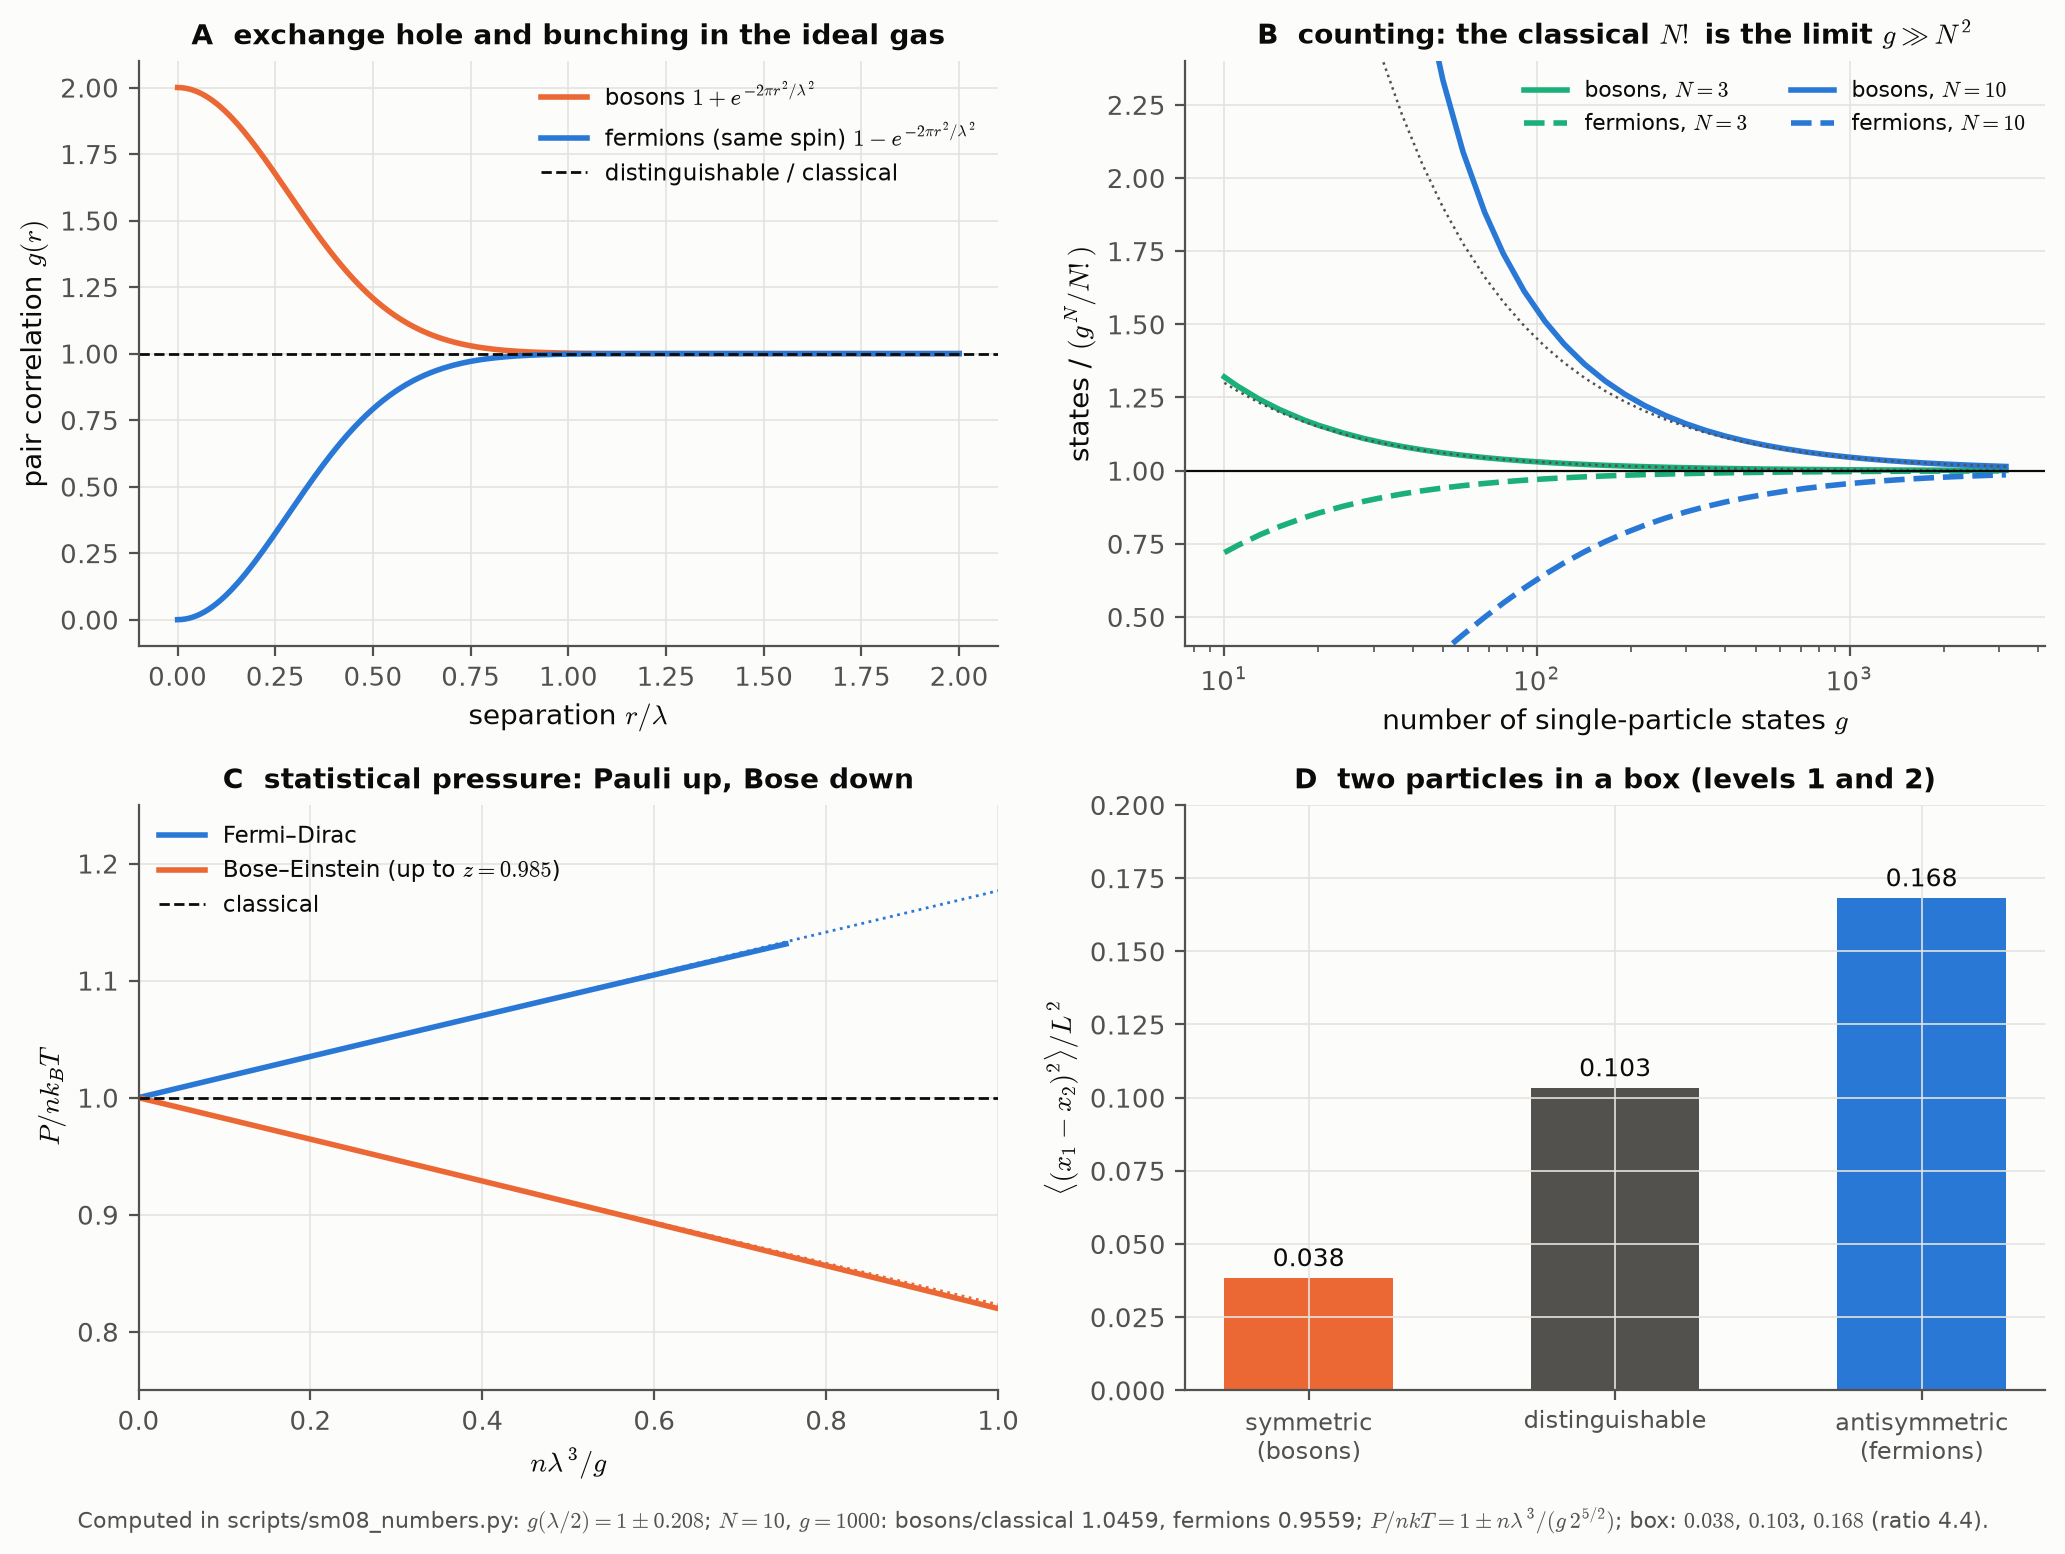 A exchange hole and bunching in the ideal gas
2.00
1.75
1.50
1.25
1.00
0.75
0.50
0.25
0.00
pair correlation g(r)
bosons 1 + e^{−2πr²/λ²}
fermions (same spin) 1 − e^{−2πr²/λ²}
distinguishable / classical
0.00 0.25 0.50 0.75 1.00 1.25 1.50 1.75 2.00
separation r/λ
B counting: the classical N! is the limit g ≫ N²
2.25
2.00
1.75
1.50
1.25
1.00
0.75
0.50
states / (g^N/N!)
bosons, N = 3
fermions, N = 3
bosons, N = 10
fermions, N = 10
10¹ 10² 10³
number of single-particle states g
C statistical pressure: Pauli up, Bose down
1.2
1.1
1.0
0.9
0.8
P/nk_BT
Fermi–Dirac
Bose–Einstein (up to z = 0.985)
classical
0.0 0.2 0.4 0.6 0.8 1.0
nλ³/g
D two particles in a box (levels 1 and 2)
0.200
0.175
0.150
0.125
0.100
0.075
0.050
0.025
0.000
⟨(x₁ − x₂)²⟩/L²
0.038
0.103
0.168
symmetric
(bosons)
distinguishable
antisymmetric
(fermions)
Computed in scripts/sm08_numbers.py: g(λ/2) = 1 ± 0.208; N = 10, g = 1000: bosons/classical 1.0459, fermions 0.9559; P/nkT = 1 ± nλ³/(g 2^{5/2}); box: 0.038, 0.103, 0.168 (ratio 4.4).